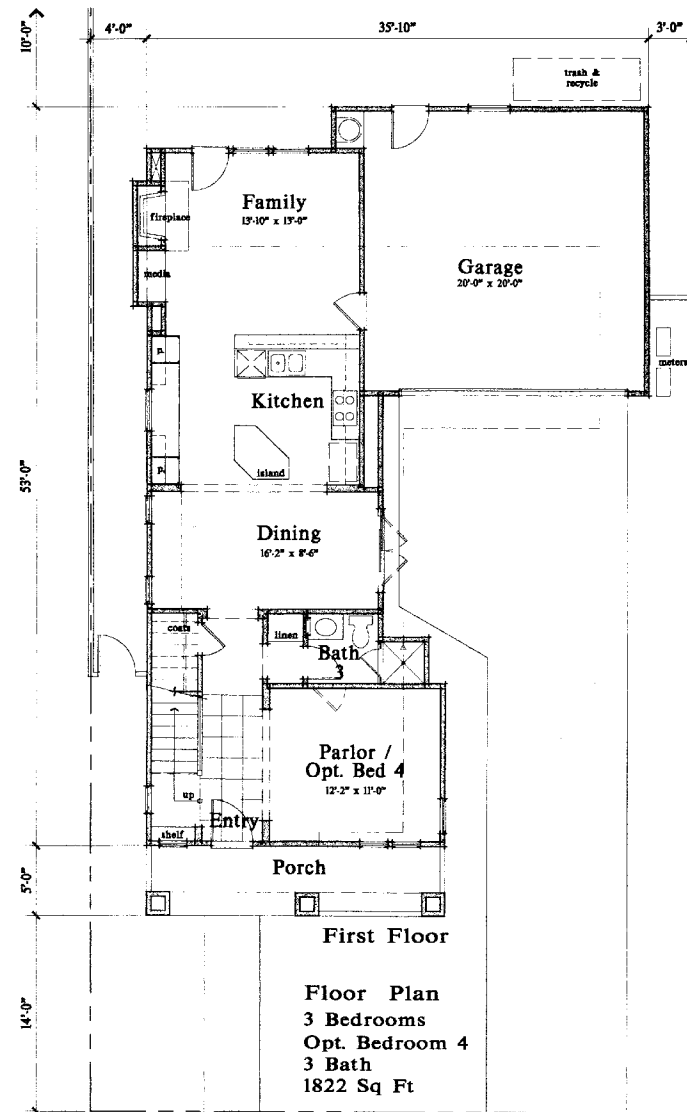 10'-0"
4'-0"
35'-10"
3'-0"
trash &
recycle
Family
13'-10" x 13'-0"
fireplace
Garage
20'-0" x 20'-0"
media
p.
meters
Kitchen
p.
island
53'-0"
Dining
16'-2" x 8'-6"
coats
linen
Bath
3
Parlor /
Opt. Bed 4
12'-2" x 11'-0"
up
Entry
shelf
Porch
5'-0"
First Floor
14'-0"
Floor Plan
3 Bedrooms
Opt. Bedroom 4
3 Bath
1822 Sq Ft